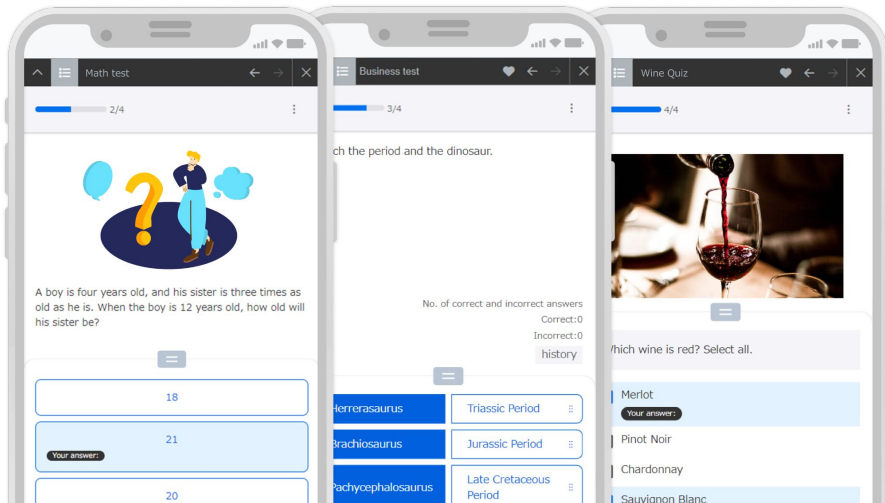 Math test
2/4
A boy is four years old, and his sister is three times as
old as he is. When the boy is 12 years old, how old will
his sister be?
18
21
Your answer:
20
Business test
3/4
the period and the dinosaur.
No. of correct and incorrect answers
Correct:0
Incorrect:0
history
Herrerasaurus
Triassic Period
Brachiosaurus
Jurassic Period
Pachycephalosaurus
Late Cretaceous
Period
Wine Quiz
4/4
Which wine is red? Select all.
Merlot
Your answer:
Pinot Noir
Chardonnay
Sauvignon Blanc